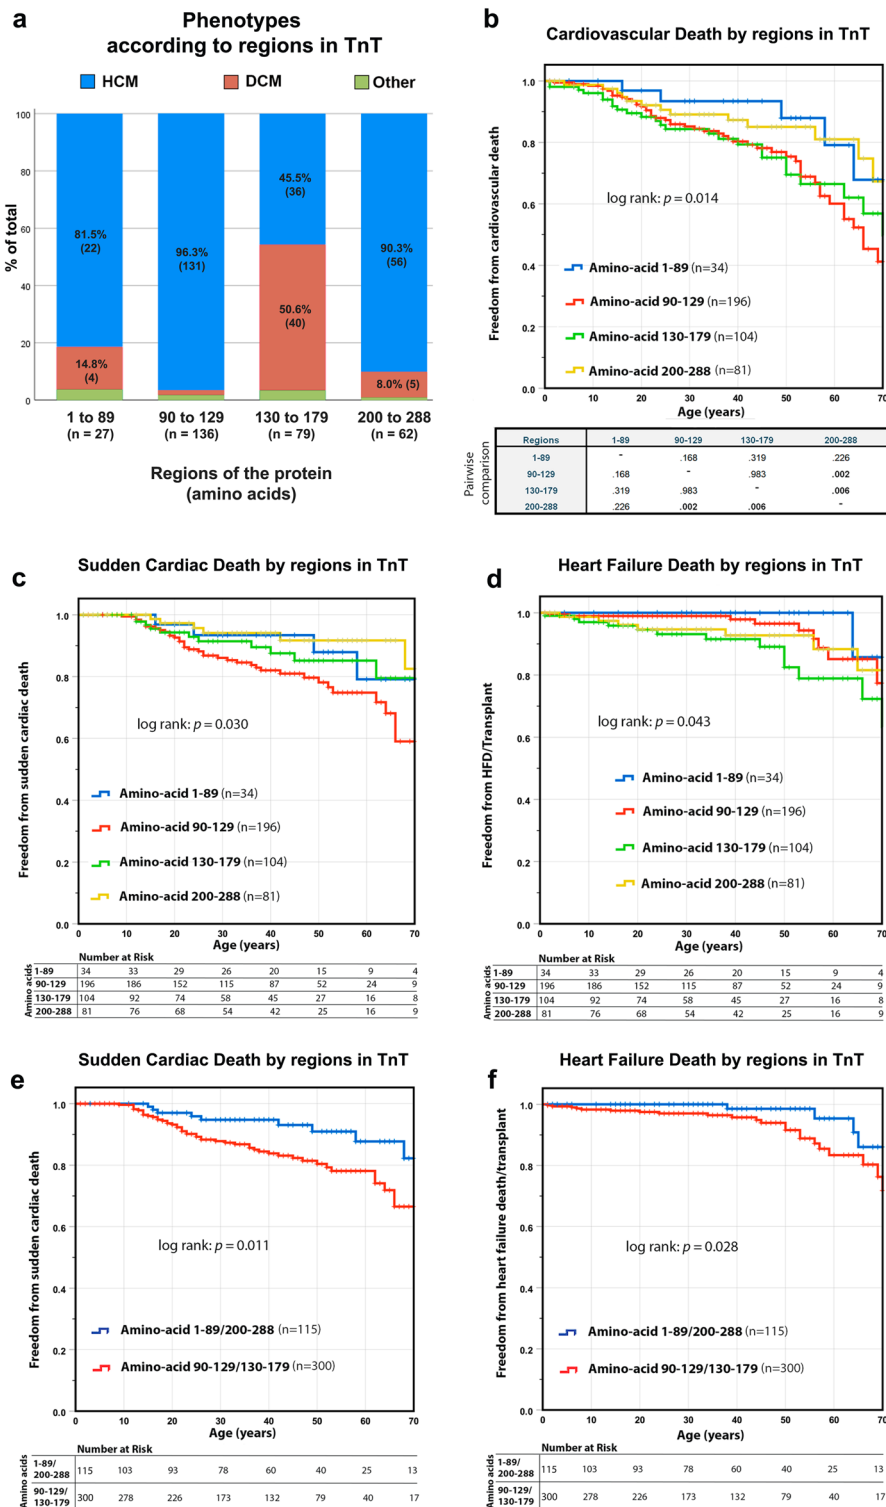 a
Phenotypes
according to regions in TnT
HCM DCM Other
% of total
100
80
60
40
20
0
81.5%
(22)
14.8%
(4)
96.3%
(131)
45.5%
(36)
50.6%
(40)
90.3%
(56)
8.0% (5)
1 to 89 90 to 129 130 to 179 200 to 288
(n = 27) (n = 136) (n = 79) (n = 62)
Regions of the protein
(amino acids)
b
Cardiovascular Death by regions in TnT
Freedom from cardiovascular death
1.0
0.8
0.6
0.4
0.2
0.0
log rank: p = 0.014
Amino-acid 1-89 (n=34)
Amino-acid 90-129 (n=196)
Amino-acid 130-179 (n=104)
Amino-acid 200-288 (n=81)
0 10 20 30 40 50 60 70
Age (years)
Pairwise
comparison
Regions 1-89 90-129 130-179 200-288
1-89 - .168 .319 .226
90-129 .168 - .983 .002
130-179 .319 .983 - .006
200-288 .226 .002 .006 -
c
Sudden Cardiac Death by regions in TnT
Freedom from sudden cardiac death
1.0
0.8
0.6
0.4
0.2
0.0
log rank: p = 0.030
Amino-acid 1-89 (n=34)
Amino-acid 90-129 (n=196)
Amino-acid 130-179 (n=104)
Amino-acid 200-288 (n=81)
0 10 20 30 40 50 60 70
Age (years)
Number at Risk
Amino acids
1-89 34 33 29 26 20 15 9 4
90-129 196 186 152 115 87 52 24 9
130-179 104 92 74 58 45 27 16 8
200-288 81 76 68 54 42 25 16 9
d
Heart Failure Death by regions in TnT
Freedom from HFD/Transplant
1.0
0.8
0.6
0.4
0.2
0.0
log rank: p = 0.043
Amino-acid 1-89 (n=34)
Amino-acid 90-129 (n=196)
Amino-acid 130-179 (n=104)
Amino-acid 200-288 (n=81)
0 10 20 30 40 50 60 70
Age (years)
Number at Risk
Amino acids
1-89 34 33 29 26 20 15 9 4
90-129 196 186 152 115 87 52 24 9
130-179 104 92 74 58 45 27 16 8
200-288 81 76 68 54 42 25 16 9
e
Sudden Cardiac Death by regions in TnT
Freedom from sudden cardiac death
1.0
0.8
0.6
0.4
0.2
0.0
log rank: p = 0.011
Amino-acid 1-89/200-288 (n=115)
Amino-acid 90-129/130-179 (n=300)
0 10 20 30 40 50 60 70
Age (years)
Number at Risk
Amino acids
1-89/
200-288 115 103 93 78 60 40 25 13
90-129/
130-179 300 278 226 173 132 79 40 17
f
Heart Failure Death by regions in TnT
Freedom from heart failure death/transplant
1.0
0.8
0.6
0.4
0.2
0.0
log rank: p = 0.028
Amino-acid 1-89/200-288 (n=115)
Amino-acid 90-129/130-179 (n=300)
0 10 20 30 40 50 60 70
Age (years)
Number at Risk
Amino acids
1-89/
200-288 115 103 93 78 60 40 25 13
90-129/
130-179 300 278 226 173 132 79 40 17